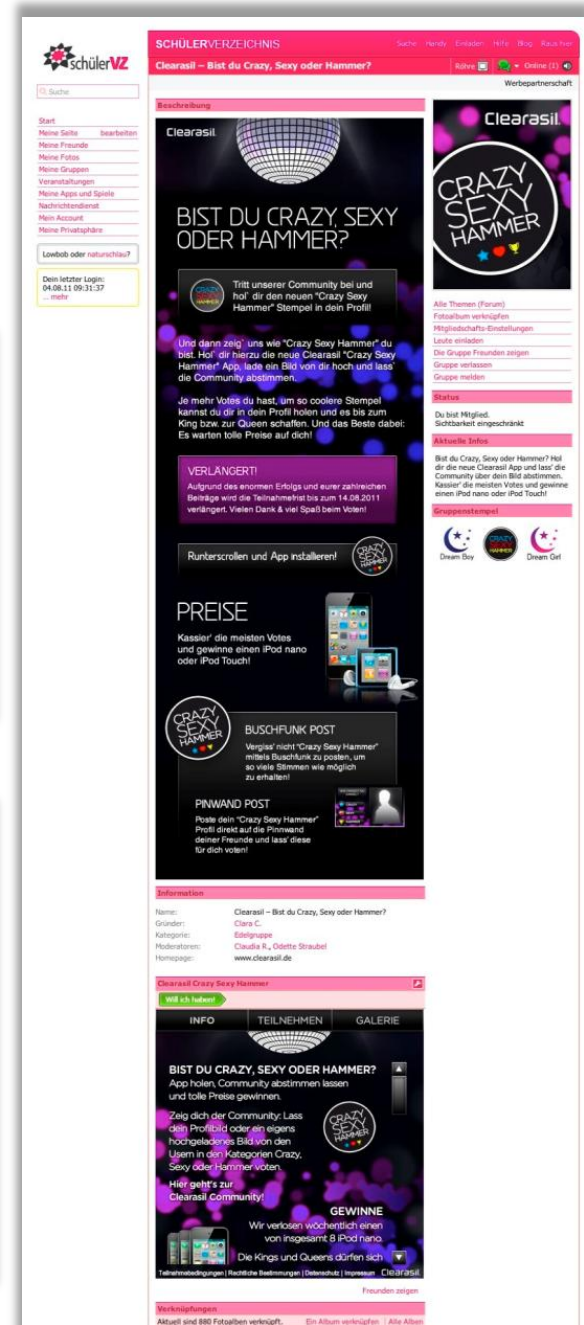 schülerVZ
SCHÜLERVERZEICHNIS
Suche Handy Einladen Hilfe Blog Raus hier
Clearasil – Bist du Crazy, Sexy oder Hammer?
Röhre Online (1)
Werbepartnerschaft
Suche
Start
Meine Seite bearbeiten
Meine Freunde
Meine Fotos
Meine Gruppen
Veranstaltungen
Meine Apps und Spiele
Nachrichtendienst
Mein Account
Meine Privatsphäre
Lowbob oder naturschlau?
Dein letzter Login:
04.08.11 09:31:37
... mehr
Beschreibung
Clearasil
BIST DU CRAZY, SEXY
ODER HAMMER?
CRAZY
SEXY
HAMMER
Tritt unserer Community bei und
hol´ dir den neuen "Crazy Sexy
Hammer" Stempel in dein Profil!
Und dann zeig´ uns wie "Crazy Sexy Hammer" du
bist. Hol´ dir hierzu die neue Clearasil "Crazy Sexy
Hammer" App, lade ein Bild von dir hoch und lass´
die Community abstimmen.
Je mehr Votes du hast, um so coolere Stempel
kannst du dir in dein Profil holen und es bis zum
King bzw. zur Queen schaffen. Und das Beste dabei:
Es warten tolle Preise auf dich!
VERLÄNGERT!
Aufgrund des enormen Erfolgs und eurer zahlreichen
Beiträge wird die Teilnahmefrist bis zum 14.08.2011
verlängert. Vielen Dank & viel Spaß beim Voten!
Runterscrollen und App installieren!
CRAZY
SEXY
HAMMER
PREISE
Kassier' die meisten Votes
und gewinne einen iPod nano
oder iPod Touch!
CRAZY
SEXY
HAMMER
BUSCHFUNK POST
Vergiss' nicht "Crazy Sexy Hammer"
mittels Buschfunk zu posten, um
so viele Stimmen wie möglich
zu erhalten!
PINWAND POST
Poste dein "Crazy Sexy Hammer"
Profil direkt auf die Pinnwand
deiner Freunde und lass' diese
für dich voten!
Clearasil
CRAZY
SEXY
HAMMER
Alle Themen (Forum)
Fotoalbum verknüpfen
Mitgliedschafts-Einstellungen
Leute einladen
Die Gruppe Freunden zeigen
Gruppe verlassen
Gruppe melden
Status
Du bist Mitglied.
Sichtbarkeit eingeschränkt
Aktuelle Infos
Bist du Crazy, Sexy oder Hammer? Hol
dir die neue Clearasil App und lass' die
Community über dein Bild abstimmen.
Kassier' die meisten Votes und gewinne
einen iPod nano oder iPod Touch!
Gruppenstempel
CRAZY
SEXY
HAMMER
Dream Boy Dream Girl
Information
Name: Clearasil – Bist du Crazy, Sexy oder Hammer?
Gründer: Clara C.
Kategorie: Edelgruppe
Moderatoren: Claudia R., Odette Straubel
Homepage: www.clearasil.de
Clearasil Crazy Sexy Hammer
Will ich haben!
INFO TEILNEHMEN GALERIE
BIST DU CRAZY, SEXY ODER HAMMER?
App holen, Community abstimmen lassen
und tolle Preise gewinnen.
Zeig dich der Community: Lass
dein Profilbild oder ein eigens
hochgeladenes Bild von den
Usern in den Kategorien Crazy,
Sexy oder Hammer voten.
CRAZY
SEXY
HAMMER
Hier geht's zur
Clearasil Community!
GEWINNE
Wir verlosen wöchentlich einen
von insgesamt 8 iPod nano.
Die Kings und Queens dürfen sich
Teilnahmebedingungen | Rechtliche Bestimmungen | Datenschutz | Impressum Clearasil
Freunden zeigen
Verknüpfungen
Aktuell sind 880 Fotoalben verknüpft. Ein Album verknüpfen | Alle Alben